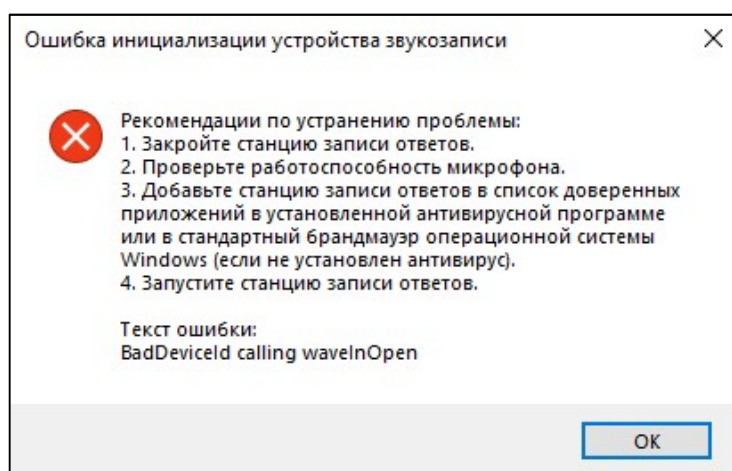 Ошибка инициализации устройства звукозаписи
Рекомендации по устранению проблемы:
1. Закройте станцию записи ответов.
2. Проверьте работоспособность микрофона.
3. Добавьте станцию записи ответов в список доверенных
приложений в установленной антивирусной программе
или в стандартный брандмауэр операционной системы
Windows (если не установлен антивирус).
4. Запустите станцию записи ответов.
Текст ошибки:
BadDeviceId calling waveInOpen
OK